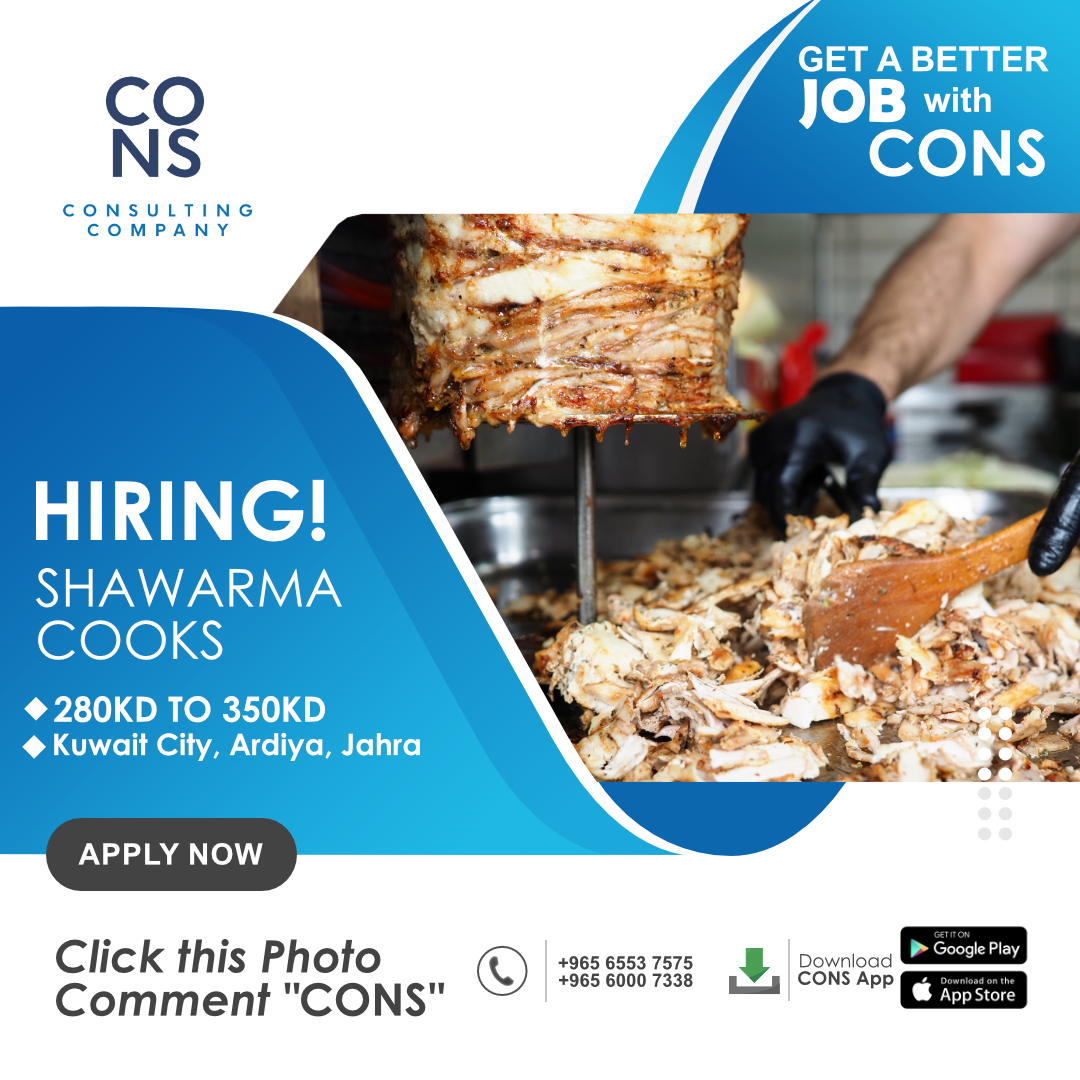 CO
NS
CONSULTING
COMPANY
GET A BETTER
JOB with
CONS
HIRING!
SHAWARMA
COOKS
280KD TO 350KD
Kuwait City, Ardiya, Jahra
APPLY NOW
Click this Photo
Comment "CONS"
+965 6553 7575
+965 6000 7338
Download
CONS App
GET IT ON
Google Play
Download on the
App Store